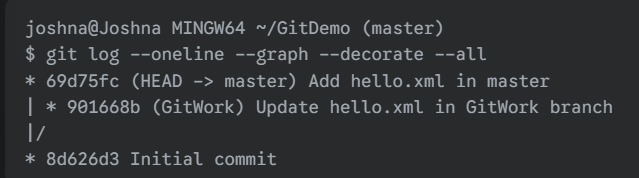 joshna@Joshna MINGW64 ~/GitDemo (master)
$ git log --oneline --graph --decorate --all
* 69d75fc (HEAD -> master) Add hello.xml in master
| * 901668b (GitWork) Update hello.xml in GitWork branch
|/
* 8d626d3 Initial commit